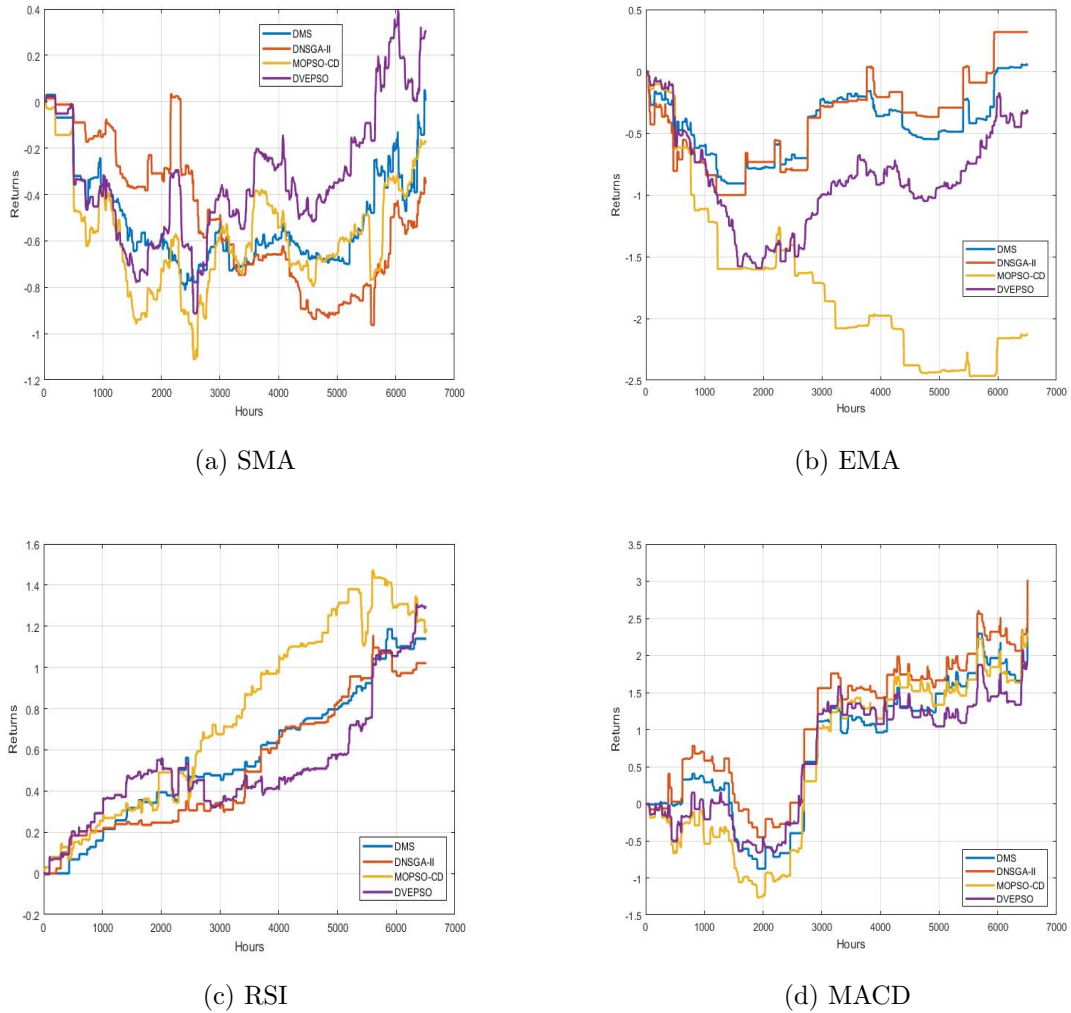 0.4
0.2
0
-0.2
-0.4
-0.6
-0.8
-1
-1.2
Returns
DMS
DNSGA-II
MOPSO-CD
DVEPSO
0 1000 2000 3000 4000 5000 6000 7000
Hours
(a) SMA
0.5
0
-0.5
-1
-1.5
-2
-2.5
Returns
DMS
DNSGA-II
MOPSO-CD
DVEPSO
0 1000 2000 3000 4000 5000 6000 7000
Hours
(b) EMA
1.6
1.4
1.2
1
0.8
0.6
0.4
0.2
0
-0.2
Returns
DMS
DNSGA-II
MOPSO-CD
DVEPSO
0 1000 2000 3000 4000 5000 6000 7000
Hours
(c) RSI
3.5
3
2.5
2
1.5
1
0.5
0
-0.5
-1
-1.5
Returns
DMS
DNSGA-II
MOPSO-CD
DVEPSO
0 1000 2000 3000 4000 5000 6000 7000
Hours
(d) MACD